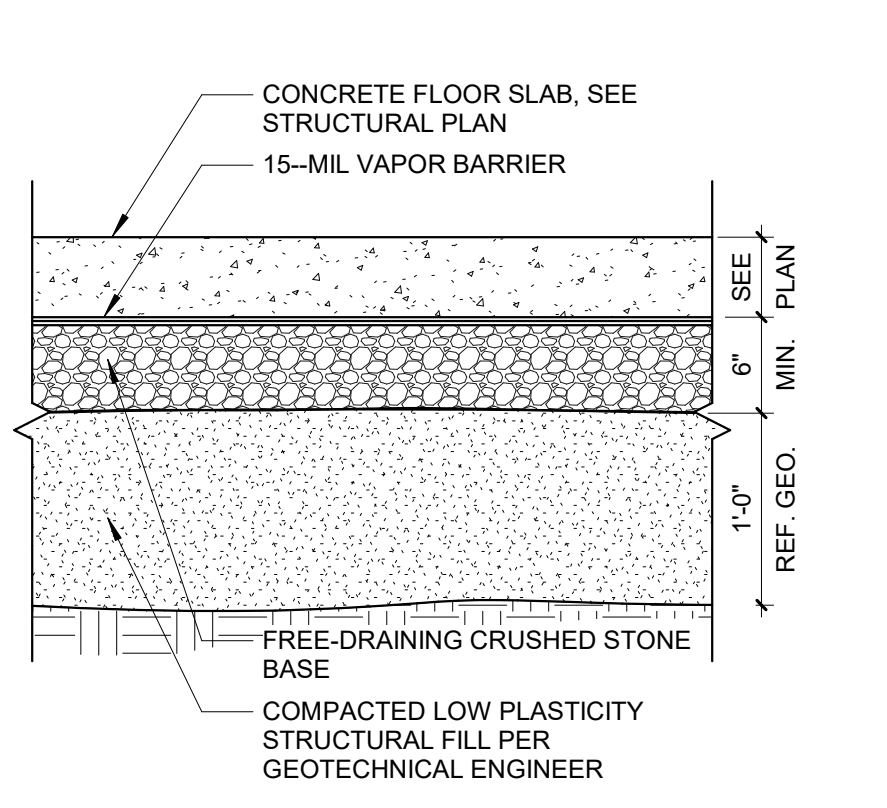 CONCRETE FLOOR SLAB, SEE
STRUCTURAL PLAN
15--MIL VAPOR BARRIER
SEE
PLAN
6"
MIN.
1'-0"
REF. GEO.
FREE-DRAINING CRUSHED STONE
BASE
COMPACTED LOW PLASTICITY
STRUCTURAL FILL PER
GEOTECHNICAL ENGINEER